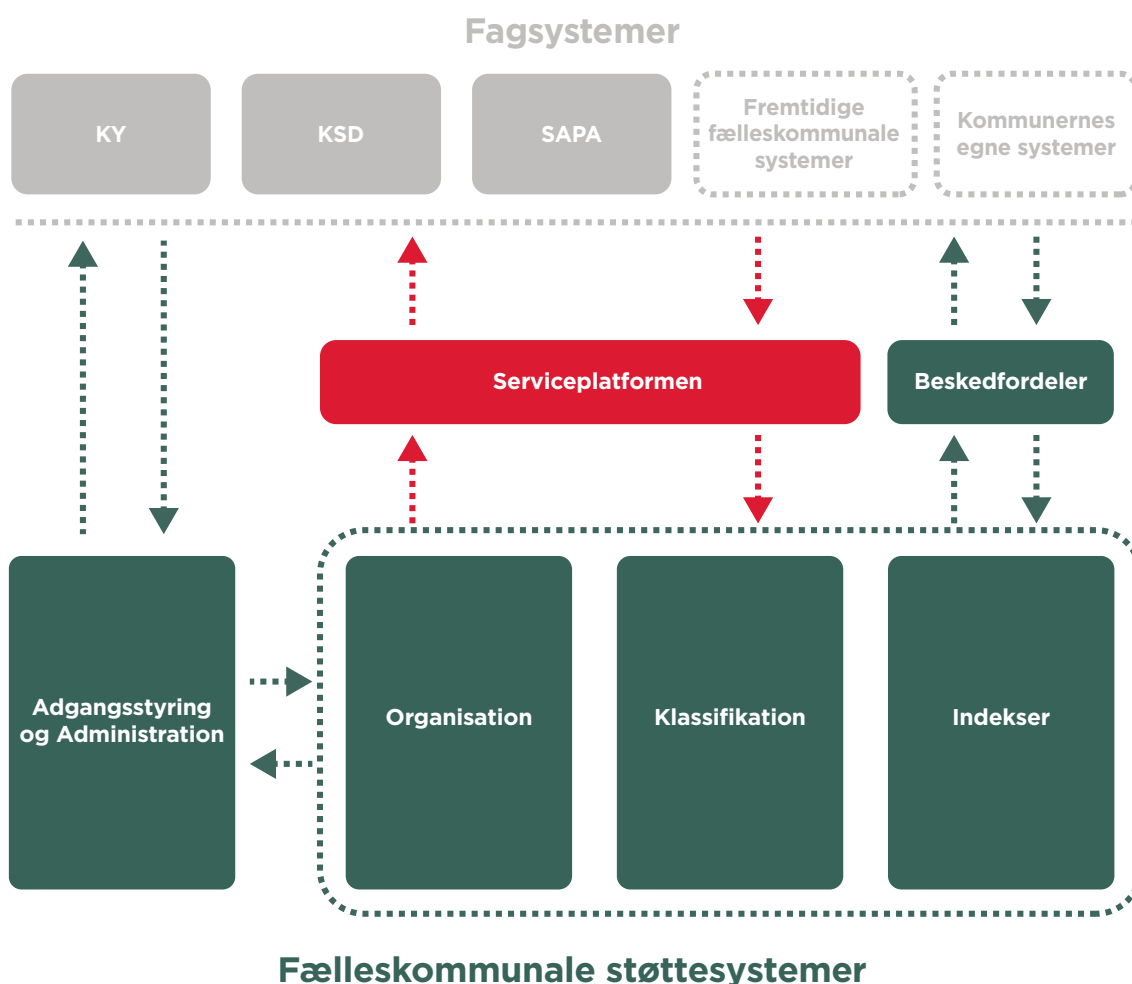 Fagsystemer
KY
KSD
SAPA
Fremtidige
fælleskommunale
systemer
Kommunernes
egne systemer
Serviceplatformen
Beskedfordeler
Adgangsstyring
og Administration
Organisation
Klassifikation
Indekser
Fælleskommunale støttesystemer